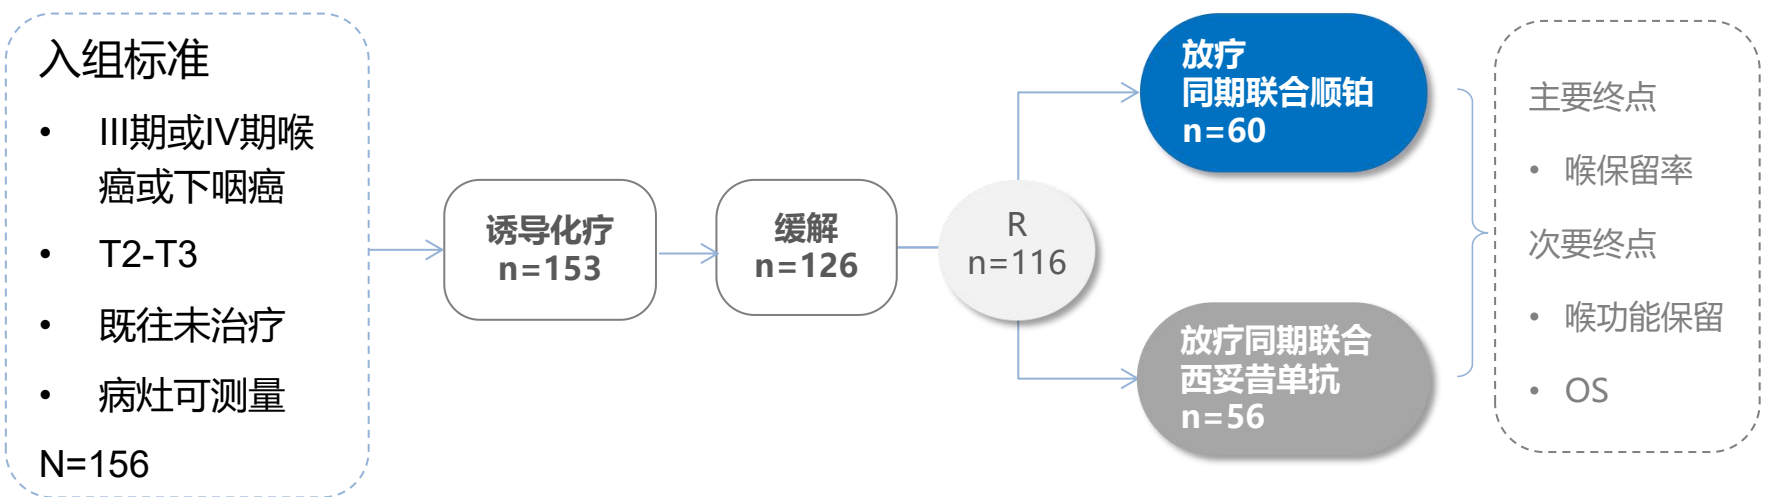 入组标准
• III期或IV期喉
癌或下咽癌
• T2-T3
• 既往未治疗
• 病灶可测量
N=156
诱导化疗
n=153
缓解
n=126
R
n=116
放疗
同期联合顺铂
n=60
放疗同期联合
西妥昔单抗
n=56
主要终点
• 喉保留率
次要终点
• 喉功能保留
• OS